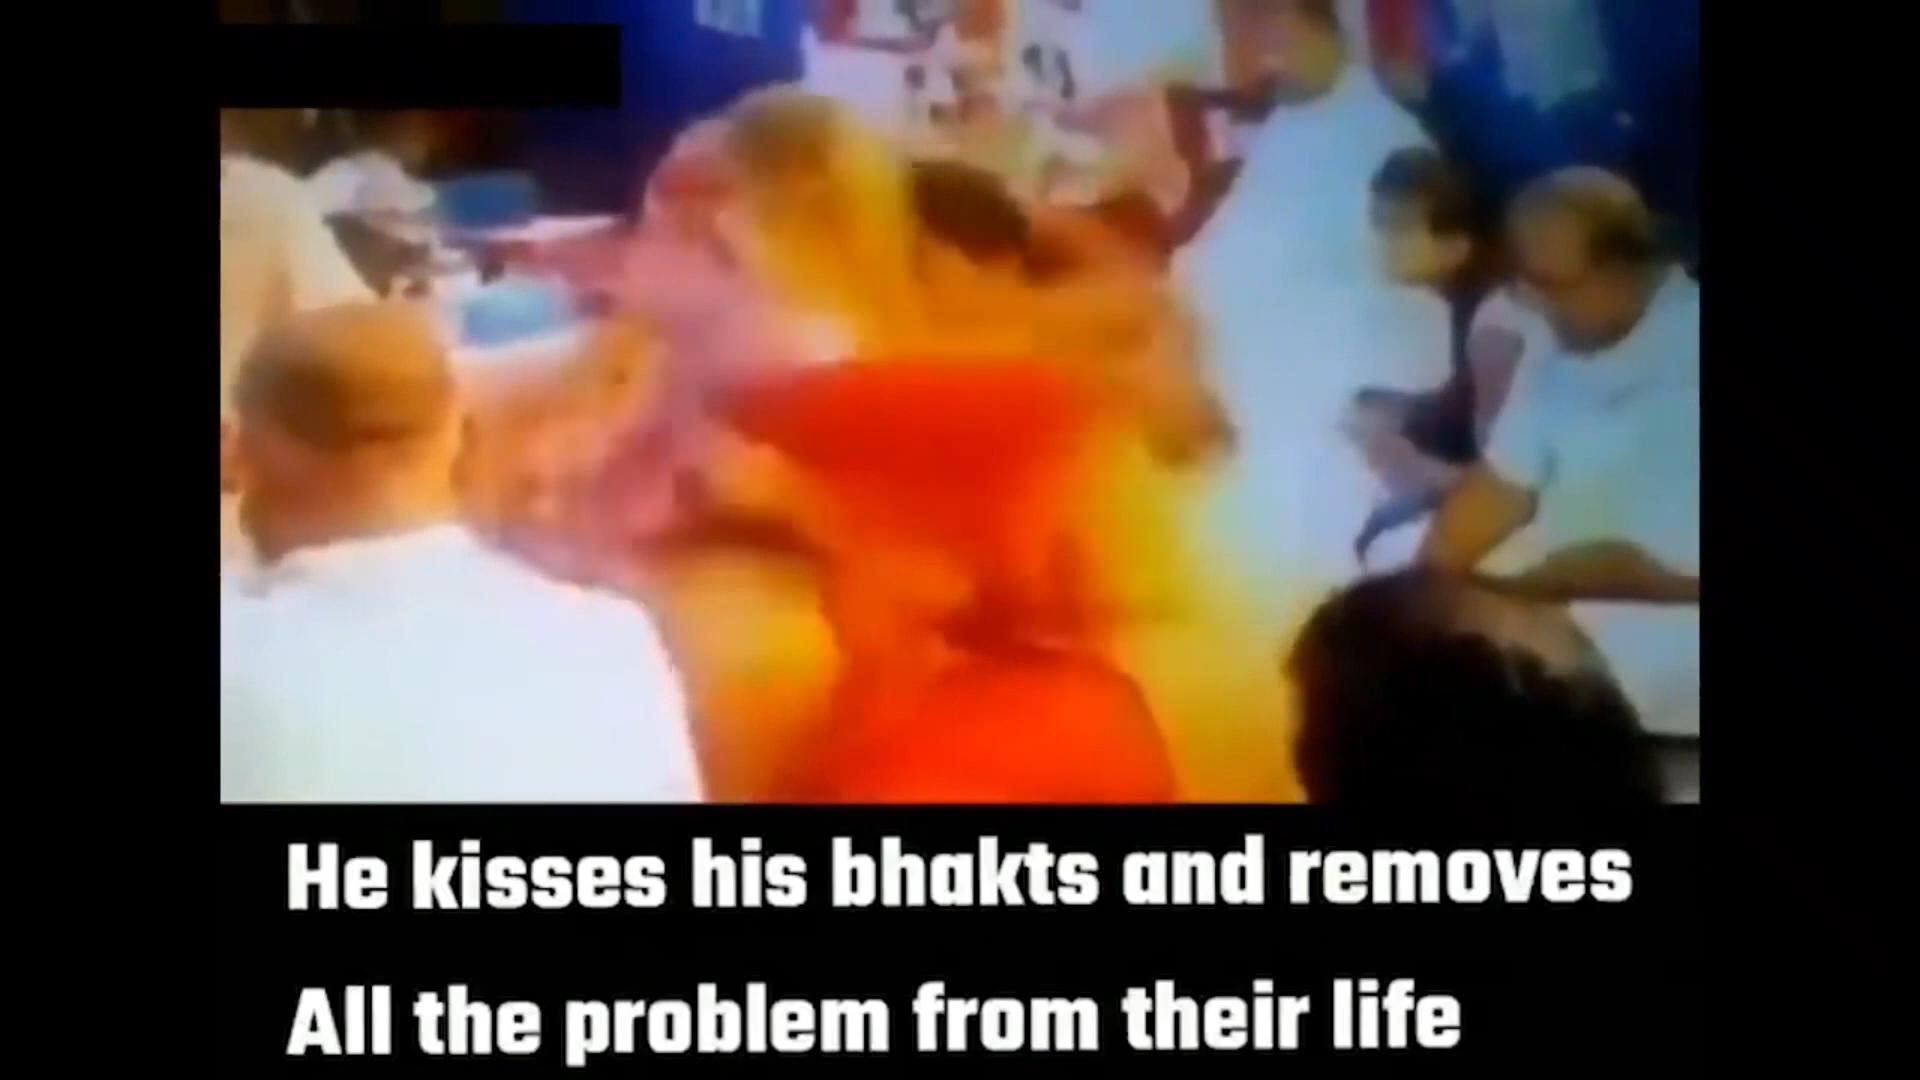 He kisses his bhakts and removes
All the problem from their life